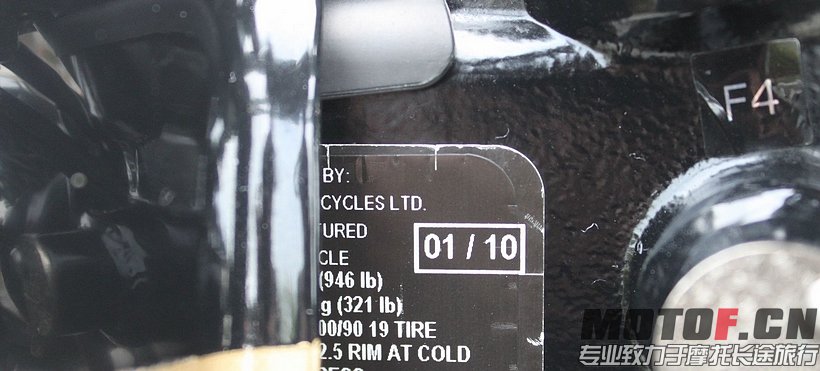 F4
BY:
CYCLES LTD.
TURED
01 / 10
CLE
(946 lb)
g (321 lb)
00/90 19 TIRE
2.5 RIM AT COLD
MOTOF.CN
专业致力于摩托长途旅行